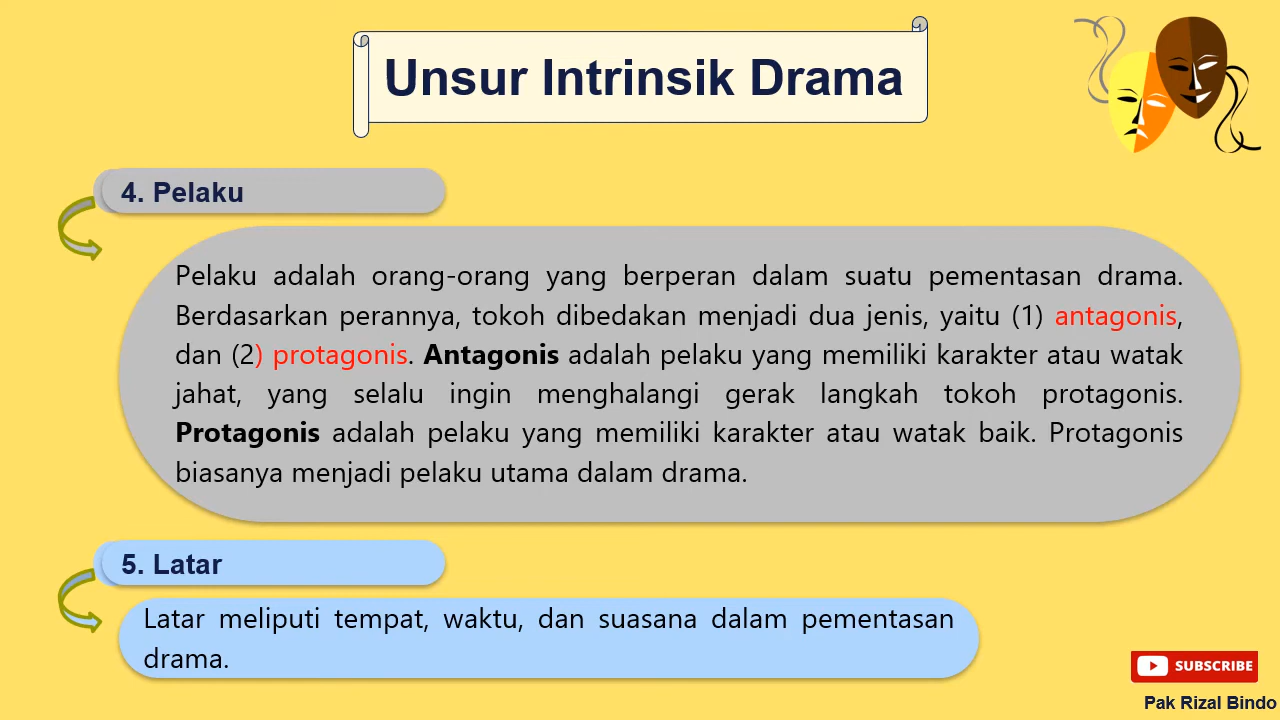 Unsur Intrinsik Drama
4. Pelaku
Pelaku adalah orang-orang yang berperan dalam suatu pementasan drama.
Berdasarkan perannya, tokoh dibedakan menjadi dua jenis, yaitu (1) antagonis,
dan (2) protagonis. Antagonis adalah pelaku yang memiliki karakter atau watak
jahat, yang selalu ingin menghalangi gerak langkah tokoh protagonis.
Protagonis adalah pelaku yang memiliki karakter atau watak baik. Protagonis
biasanya menjadi pelaku utama dalam drama.
5. Latar
Latar meliputi tempat, waktu, dan suasana dalam pementasan
drama.
SUBSCRIBE
Pak Rizal Bindo